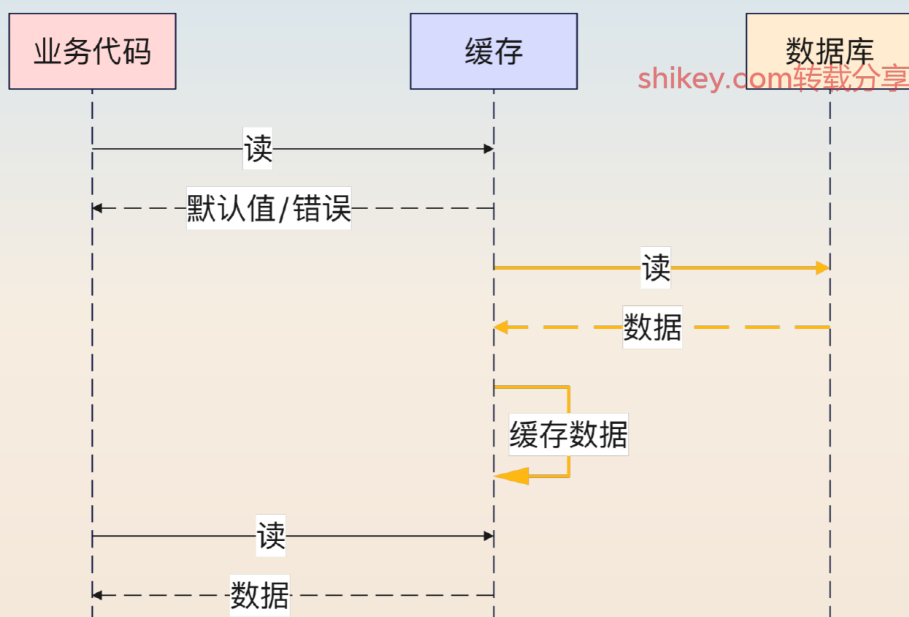 业务代码
缓存
数据库
shikey.com转载分享
读
默认值/错误
读
数据
缓存数据
读
数据